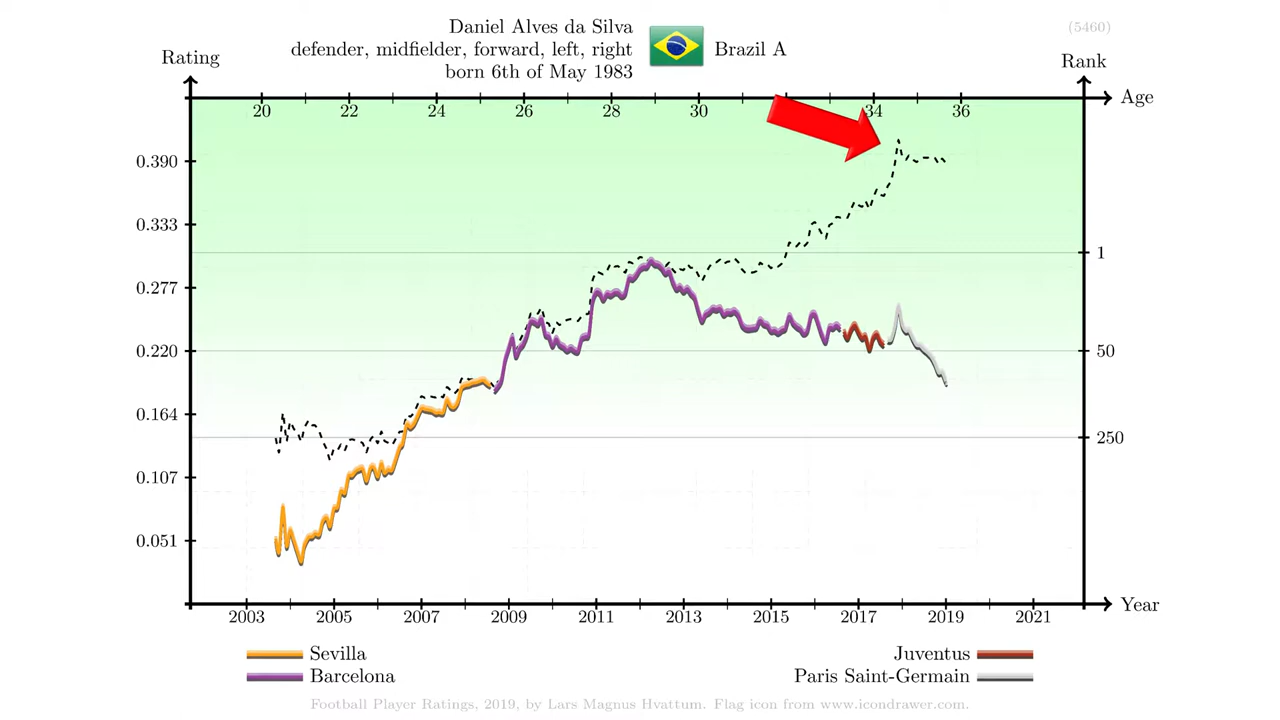 Daniel Alves da Silva
(5460)
defender, midfielder, forward, left, right
Brazil A
born 6th of May 1983
Rating
Rank
Age
20 22 24 26 28 30 34 36
0.390
0.333
1
0.277
0.220
50
0.164
250
0.107
0.051
Year
2003 2005 2007 2009 2011 2013 2015 2017 2019 2021
Sevilla
Juventus
Barcelona
Paris Saint-Germain
Football Player Ratings, 2019, by Lars Magnus Hvattum. Flag icon from www.icondrawer.com.